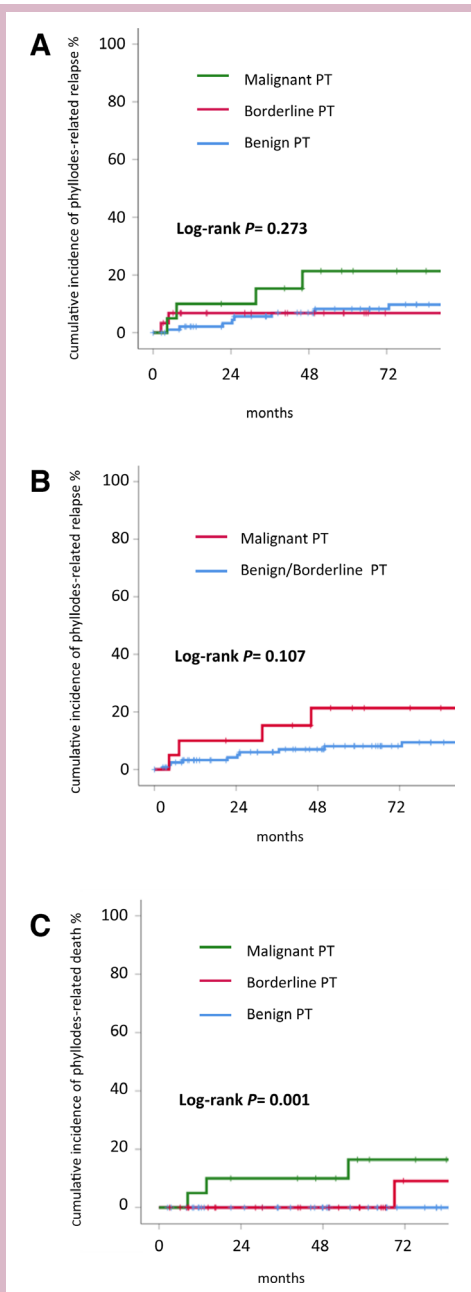 A
cumulative incidence of phyllodes-related relapse %
100
80
60
40
20
0
Malignant PT
Borderline PT
Benign PT
Log-rank P= 0.273
0 24 48 72
months
B
cumulative incidence of phyllodes-related relapse %
100
80
60
40
20
0
Malignant PT
Benign/Borderline PT
Log-rank P= 0.107
0 24 48 72
months
C
cumulative incidence of phyllodes-related death %
100
80
60
40
20
0
Malignant PT
Borderline PT
Benign PT
Log-rank P= 0.001
0 24 48 72
months